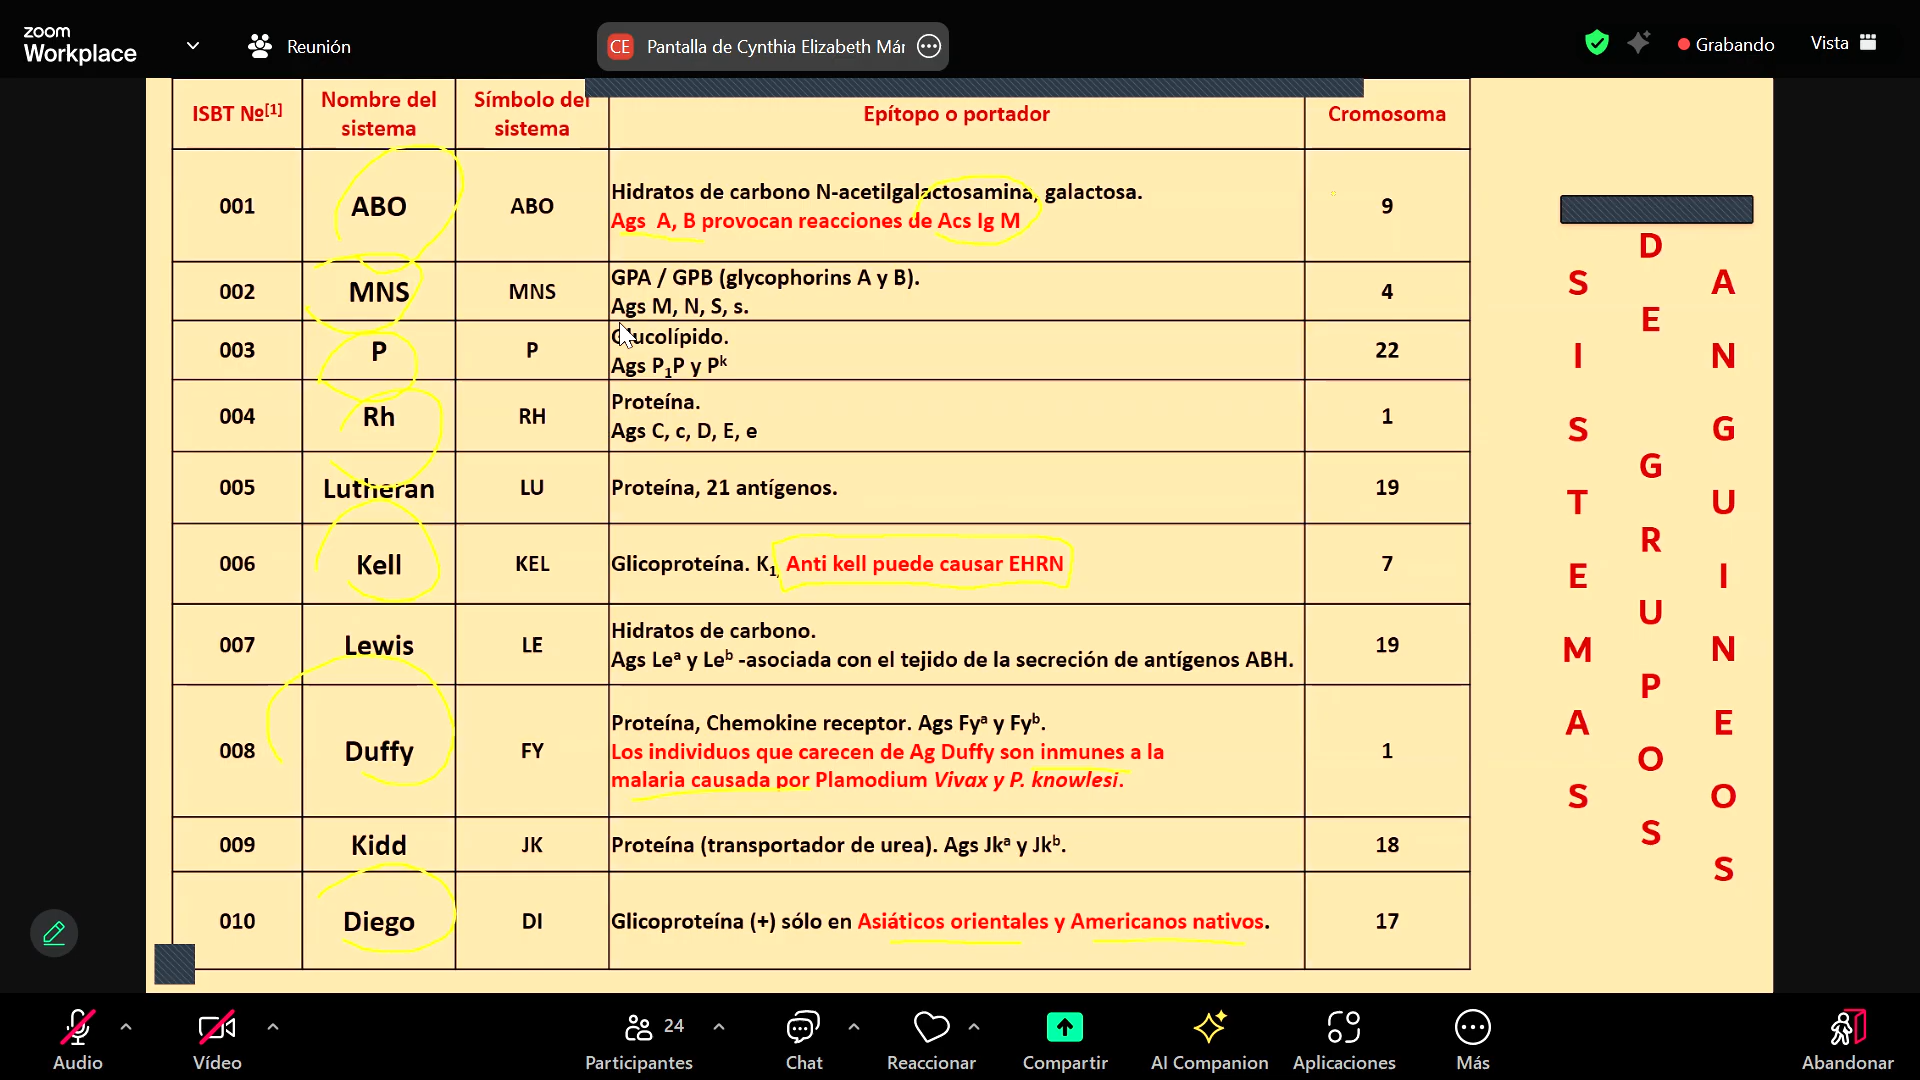 zoom
Workplace
Reunión
CE Pantalla de Cynthia Elizabeth Már
Grabando
Vista
ISBT Nº[1]
Nombre del sistema
Símbolo del sistema
Epítopo o portador
Cromosoma
001
ABO
ABO
Hidratos de carbono N-acetilgalactosamina, galactosa.
Ags A, B provocan reacciones de Acs Ig M
9
002
MNS
MNS
GPA / GPB (glycophorins A y B).
Ags M, N, S, s.
4
003
P
P
Glucolípido.
Ags P1P y Pk
22
004
Rh
RH
Proteína.
Ags C, c, D, E, e
1
005
Lutheran
LU
Proteína, 21 antígenos.
19
006
Kell
KEL
Glicoproteína. K1, Anti kell puede causar EHRN
7
007
Lewis
LE
Hidratos de carbono.
Ags Lea y Leb -asociada con el tejido de la secreción de antígenos ABH.
19
008
Duffy
FY
Proteína, Chemokine receptor. Ags Fya y Fyb.
Los individuos que carecen de Ag Duffy son inmunes a la
malaria causada por Plamodium Vivax y P. knowlesi.
1
009
Kidd
JK
Proteína (transportador de urea). Ags Jka y Jkb.
18
010
Diego
DI
Glicoproteína (+) sólo en Asiáticos orientales y Americanos nativos.
17
SISTEMAS
DE GRUPOS
SANGUINEOS
Audio
Vídeo
24
Participantes
Chat
Reaccionar
Compartir
AI Companion
Aplicaciones
Más
Abandonar